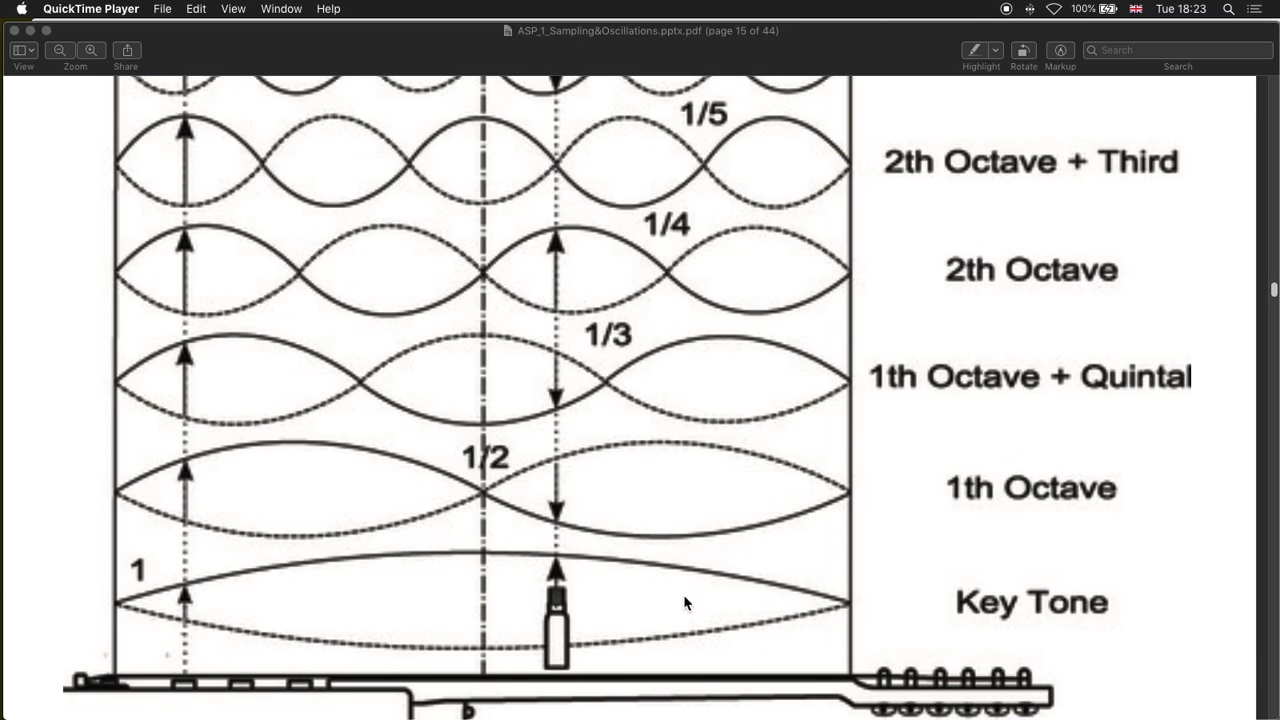 QuickTime Player File Edit View Window Help 100% Tue 18:23
ASP_1_Sampling&Oscillations.pptx.pdf (page 15 of 44)
Search
View Zoom Share Highlight Rotate Markup Search
1/5
2th Octave + Third
1/4
2th Octave
1/3
1th Octave + Quintal
1/2
1th Octave
1
Key Tone